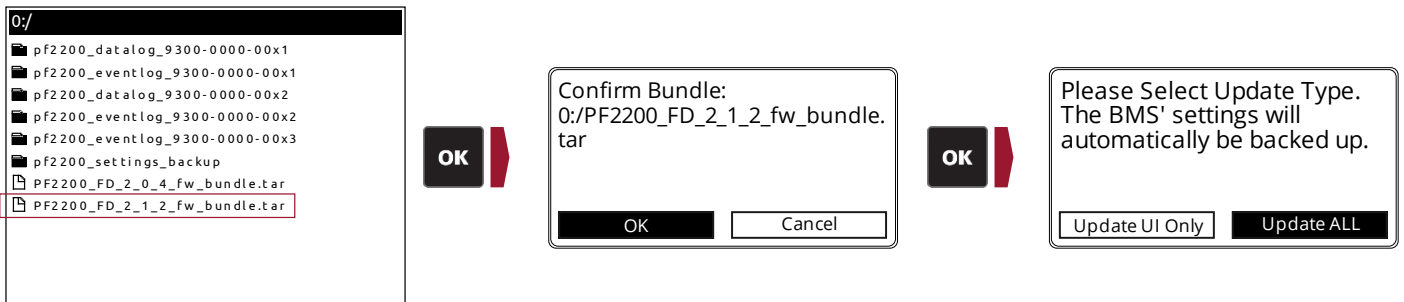 0:/
pf2200_datalog_9300-0000-00x1
pf2200_eventlog_9300-0000-00x1
pf2200_datalog_9300-0000-00x2
pf2200_eventlog_9300-0000-00x2
pf2200_eventlog_9300-0000-00x3
pf2200_settings_backup
PF2200_FD_2_0_4_fw_bundle.tar
PF2200_FD_2_1_2_fw_bundle.tar
OK
Confirm Bundle:
0:/PF2200_FD_2_1_2_fw_bundle.
tar
OK Cancel
OK
Please Select Update Type.
The BMS' settings will
automatically be backed up.
Update UI Only Update ALL